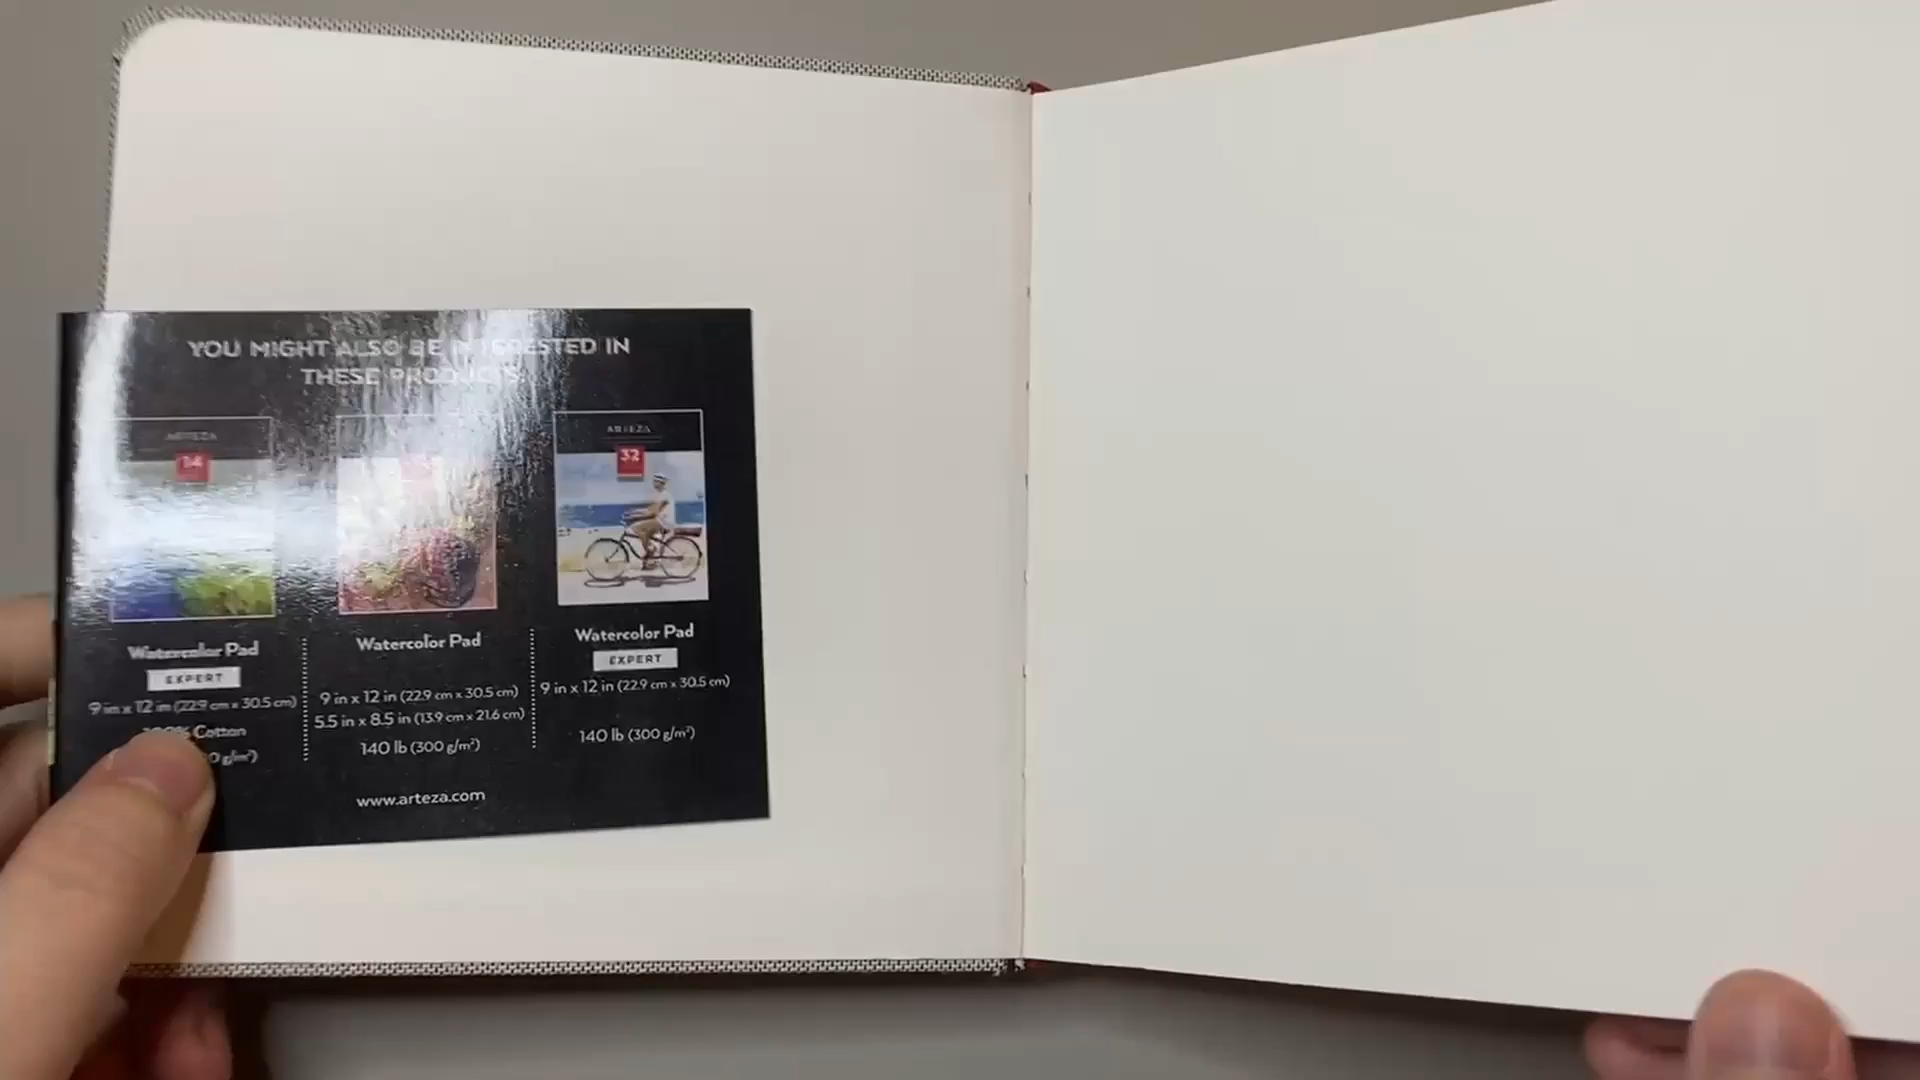 YOU MIGHT ALSO BE INTERESTED IN
THESE PRODUCTS
ARTEZA
14
Watercolor Pad
EXPERT
9 in x 12 in (22.9 cm x 30.5 cm)
100% Cotton
g/m²)
Watercolor Pad
9 in x 12 in (22.9 cm x 30.5 cm)
5.5 in x 8.5 in (13.9 cm x 21.6 cm)
140 lb (300 g/m²)
ARTEZA
32
Watercolor Pad
EXPERT
9 in x 12 in (22.9 cm x 30.5 cm)
140 lb (300 g/m²)
www.arteza.com